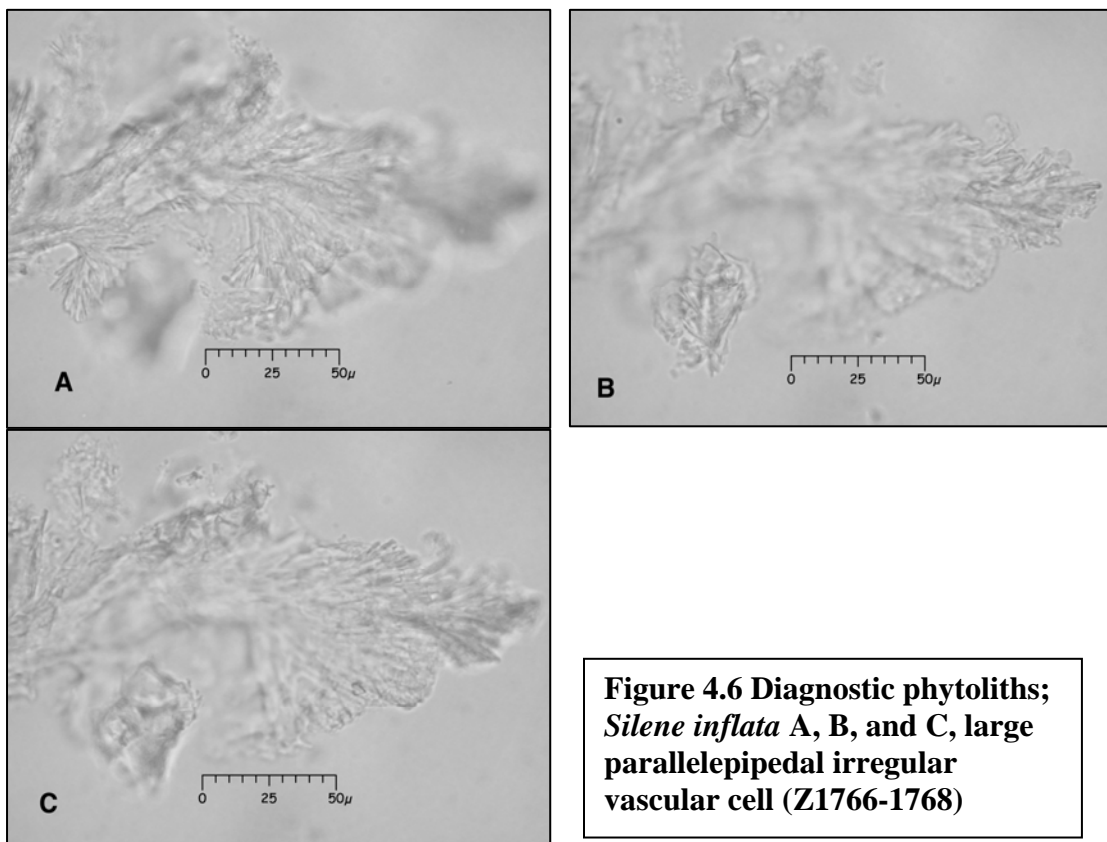 A
0 25 50µ
B
0 25 50µ
C
0 25 50µ
Figure 4.6 Diagnostic phytoliths;
Silene inflata A, B, and C, large
parallelepipedal irregular
vascular cell (Z1766-1768)